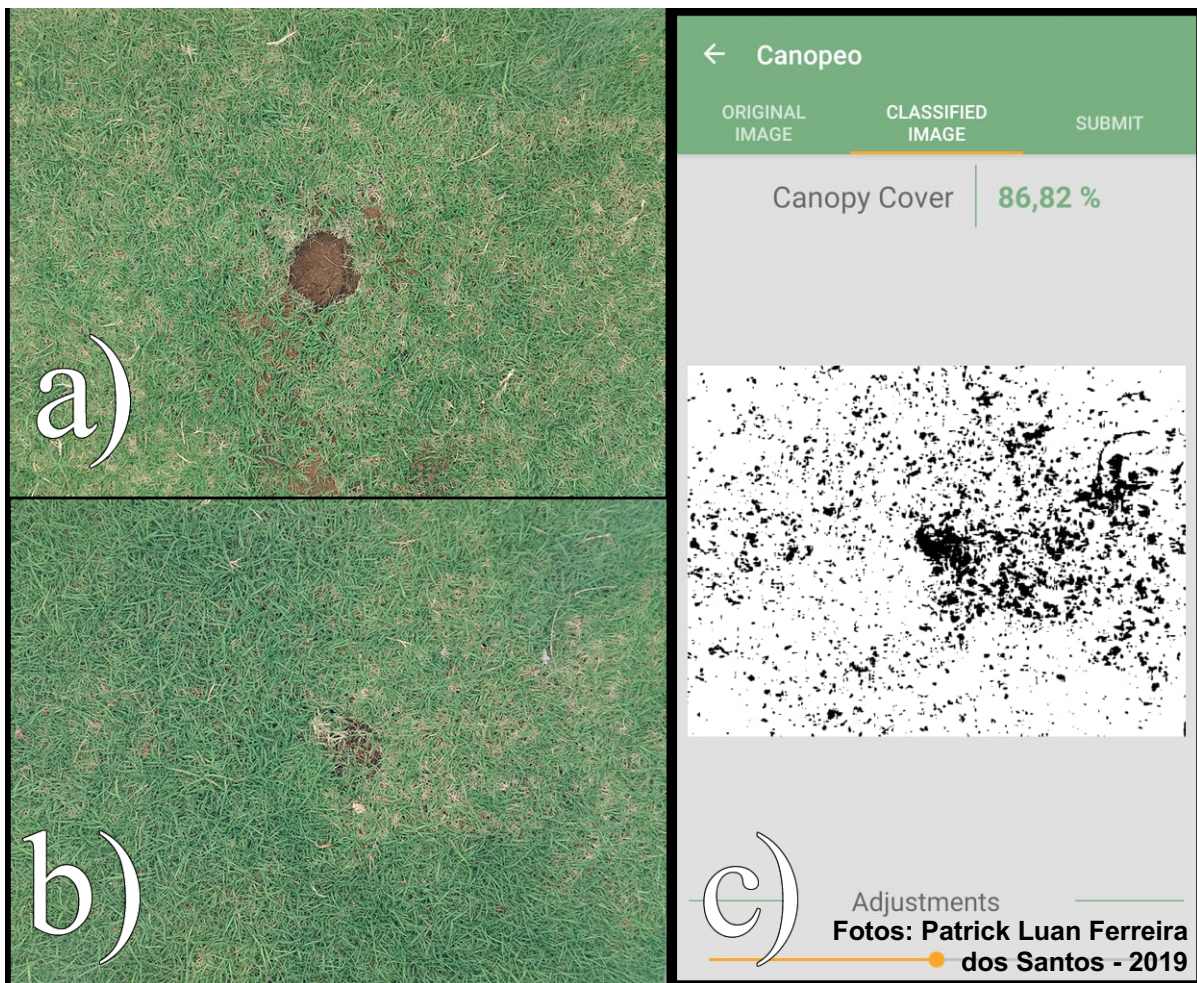 a)
b)
← Canopeo
ORIGINAL IMAGE
CLASSIFIED IMAGE
SUBMIT
Canopy Cover 86,82 %
c)
Adjustments
Fotos: Patrick Luan Ferreira
dos Santos - 2019